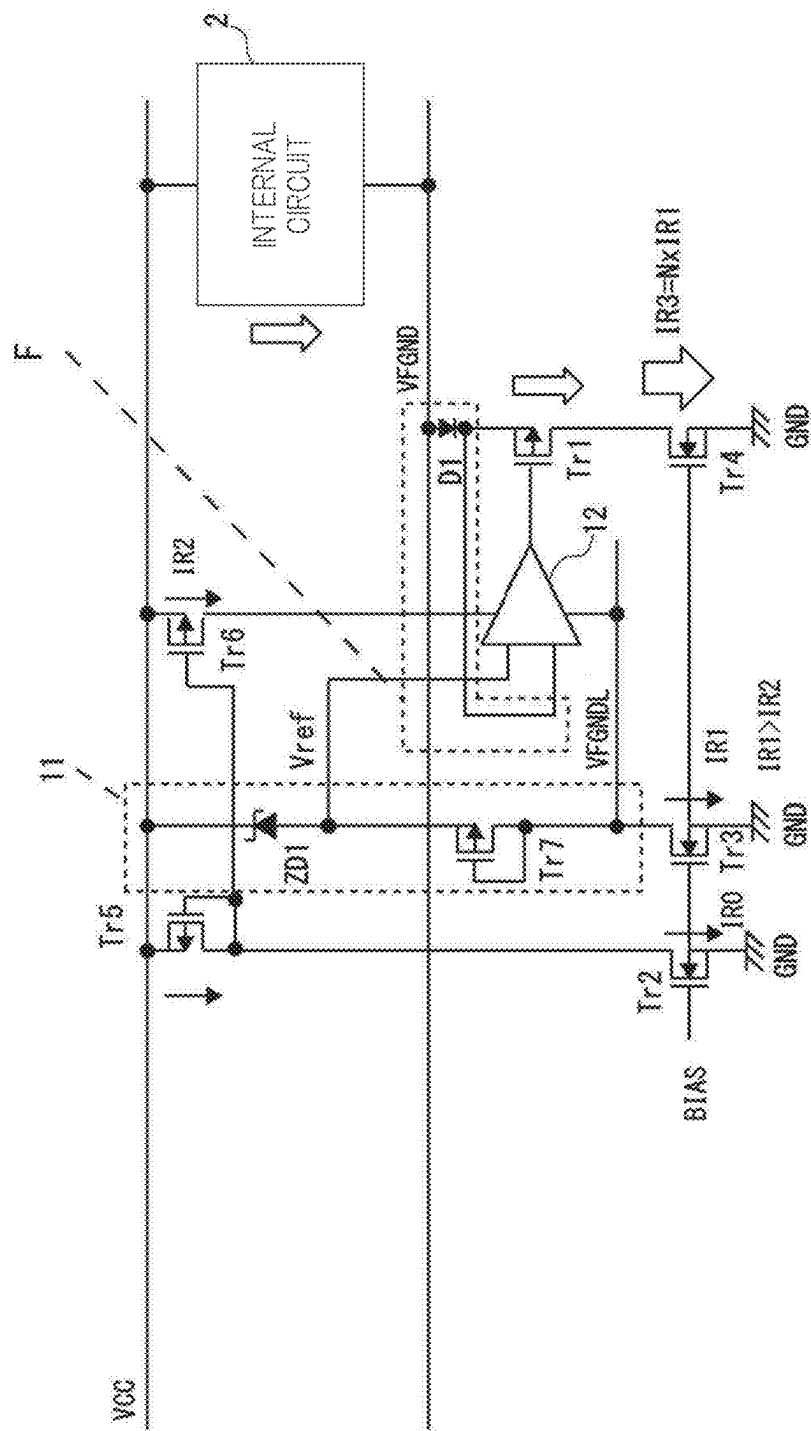 VCC
11
F
2
Tr5
Tr6
IR2
INTERNAL
CIRCUIT
ZD1
Vref
VFGND
D1
Tr7
VFGNDL
12
Tr1
BIAS
Tr2
IR0
GND
Tr3
IR1
IR1>IR2
GND
Tr4
IR3=NxIR1
GND